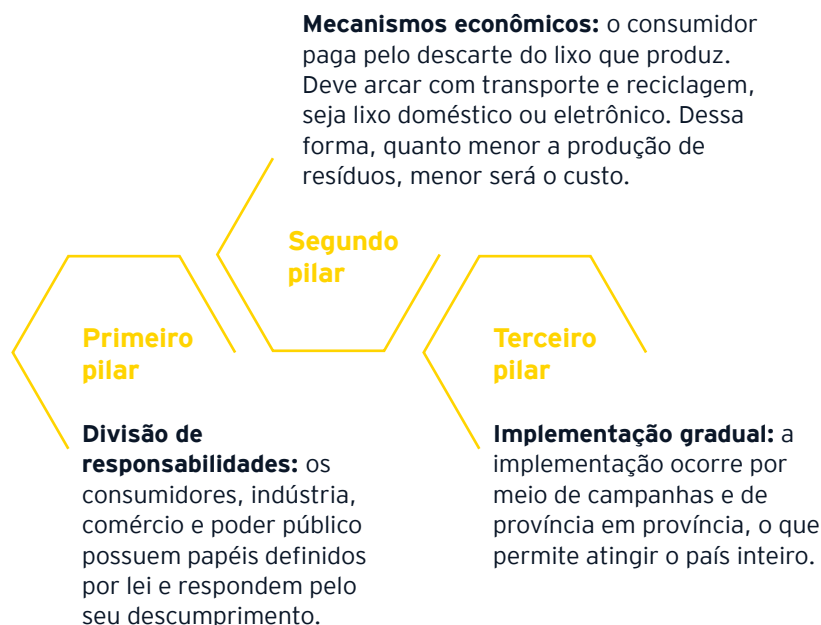 Mecanismos econômicos: o consumidor
paga pelo descarte do lixo que produz.
Deve arcar com transporte e reciclagem,
seja lixo doméstico ou eletrônico. Dessa
forma, quanto menor a produção de
resíduos, menor será o custo.
Segundo
pilar
Primeiro
pilar
Divisão de
responsabilidades: os
consumidores, indústria,
comércio e poder público
possuem papéis definidos
por lei e respondem pelo
seu descumprimento.
Terceiro
pilar
Implementação gradual: a
implementação ocorre por
meio de campanhas e de
província em província, o que
permite atingir o país inteiro.